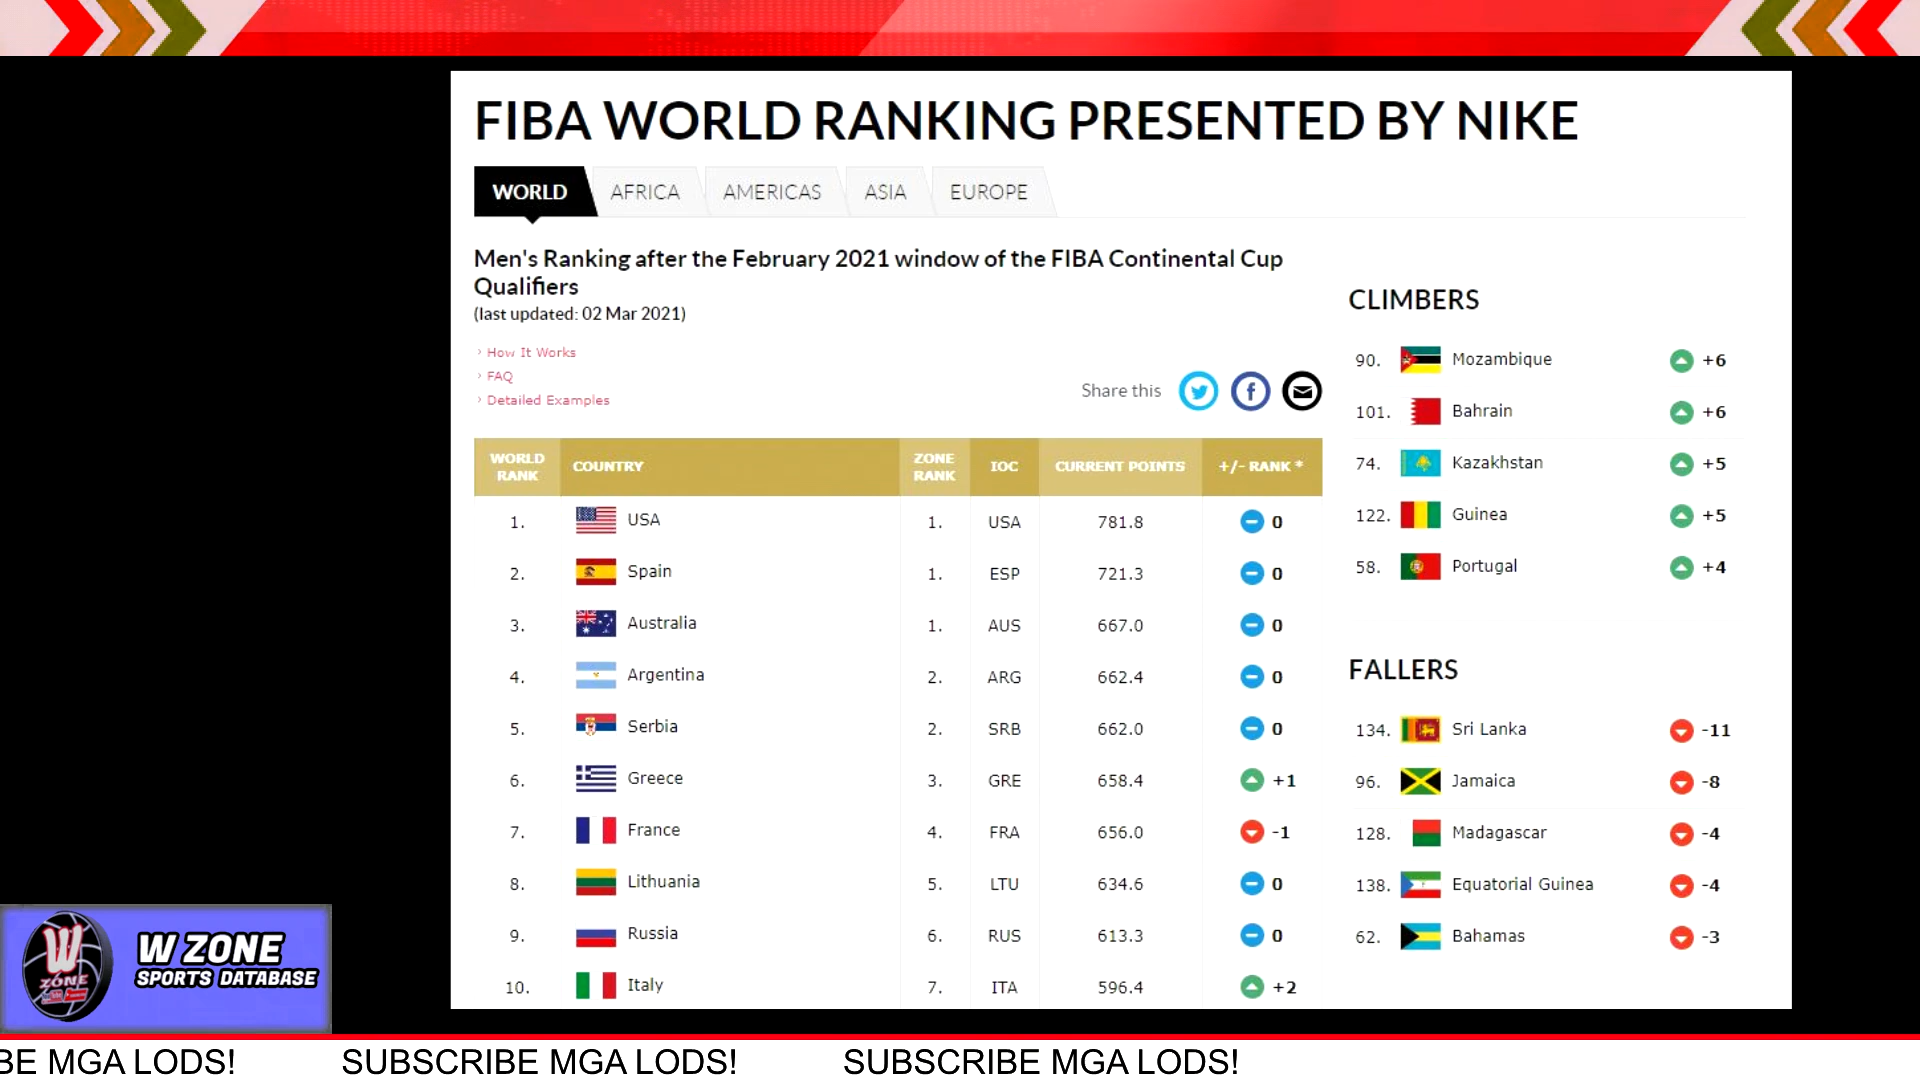 FIBA WORLD RANKING PRESENTED BY NIKE
WORLD AFRICA AMERICAS ASIA EUROPE
Men's Ranking after the February 2021 window of the FIBA Continental Cup
Qualifiers
(last updated: 02 Mar 2021)
› How It Works
› FAQ
› Detailed Examples
Share this
WORLD RANK COUNTRY ZONE RANK IOC CURRENT POINTS +/- RANK *
1. USA 1. USA 781.8 0
2. Spain 1. ESP 721.3 0
3. Australia 1. AUS 667.0 0
4. Argentina 2. ARG 662.4 0
5. Serbia 2. SRB 662.0 0
6. Greece 3. GRE 658.4 +1
7. France 4. FRA 656.0 -1
8. Lithuania 5. LTU 634.6 0
9. Russia 6. RUS 613.3 0
10. Italy 7. ITA 596.4 +2
CLIMBERS
90. Mozambique +6
101. Bahrain +6
74. Kazakhstan +5
122. Guinea +5
58. Portugal +4
FALLERS
134. Sri Lanka -11
96. Jamaica -8
128. Madagascar -4
138. Equatorial Guinea -4
62. Bahamas -3
W
ZONE
W ZONE
SPORTS DATABASE
BE MGA LODS! SUBSCRIBE MGA LODS! SUBSCRIBE MGA LODS!